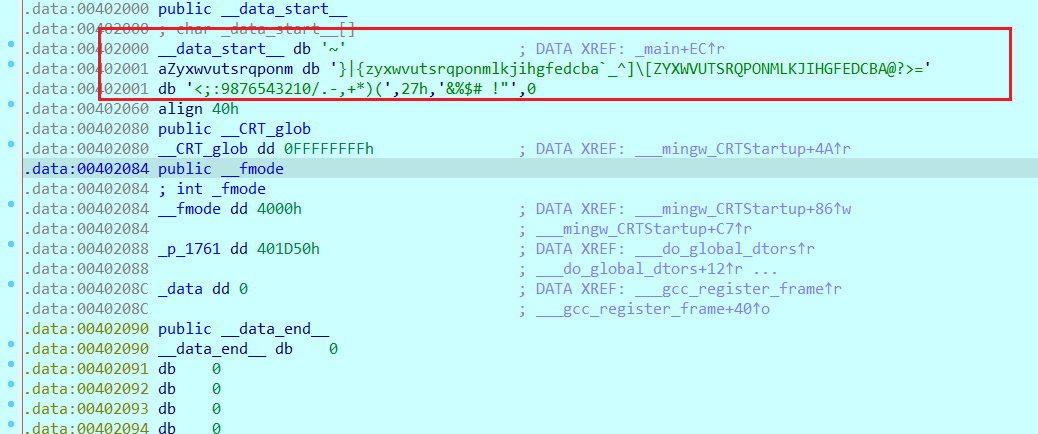 .data:00402000 public __data_start__
.data:00402000 ; char _data_start__[]
.data:00402000 __data_start__ db '~' ; DATA XREF: _main+EC↑r
.data:00402001 aZyxwvutsrqponm db '}|{zyxwvutsrqponmlkjihgfedcba`_^]\[ZYXWVUTSRQPONMLKJIHGFEDCBA@?>='
.data:00402001 db '<;:9876543210/.-,+*)(',27h,'&%$# !"',0
.data:00402060 align 40h
.data:00402080 public __CRT_glob
.data:00402080 __CRT_glob dd 0FFFFFFFFh ; DATA XREF: ___mingw_CRTStartup+4A↑r
.data:00402084 public __fmode
.data:00402084 ; int _fmode
.data:00402084 __fmode dd 4000h ; DATA XREF: ___mingw_CRTStartup+86↑w
.data:00402084 ; ___mingw_CRTStartup+C7↑r
.data:00402088 _p_1761 dd 401D50h ; DATA XREF: ___do_global_dtors↑r
.data:00402088 ; ___do_global_dtors+12↑r ...
.data:0040208C _data dd 0 ; DATA XREF: ___gcc_register_frame↑r
.data:0040208C ; ___gcc_register_frame+40↑o
.data:00402090 public __data_end__
.data:00402090 __data_end__ db 0
.data:00402091 db 0
.data:00402092 db 0
.data:00402093 db 0
.data:00402094 db 0